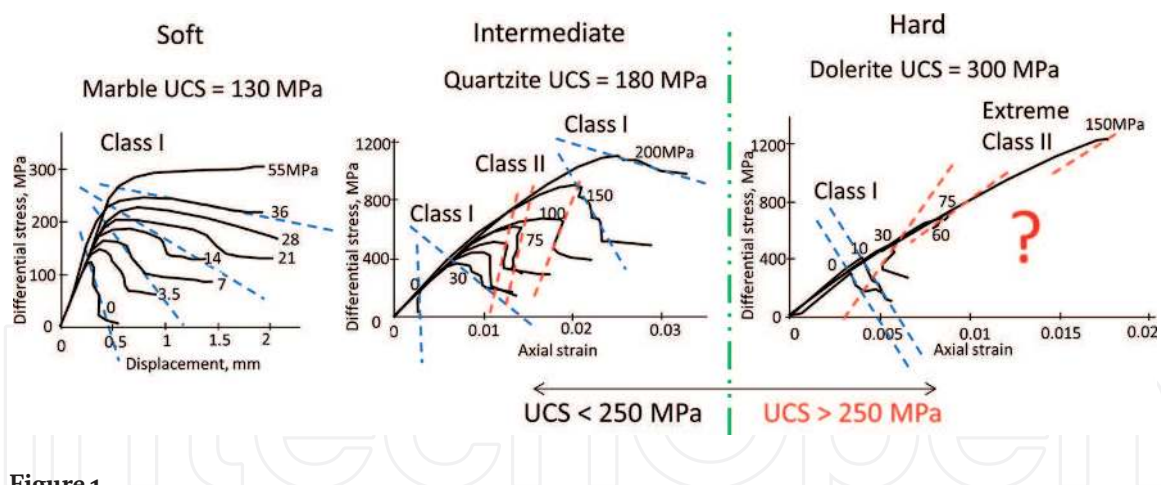 Soft
Marble UCS = 130 MPa
Class I
Differential stress, MPa
300
200
100
0
55MPa
36
28
21
14
7
3.5
0
0
0.5
1
1.5
2
Displacement, mm
Intermediate
Quartzite UCS = 180 MPa
Class I
Class II
Class I
Differential stress, MPa
1200
800
400
0
200MPa
150
100
75
30
0
0.01
0.02
0.03
Axial strain
Hard
Dolerite UCS = 300 MPa
Extreme
Class II
Class I
Differential stress, MPa
1200
800
400
0
150MPa
75
60
30
10
0
?
0
0.005
0.01
0.015
0.02
Axial strain
UCS < 250 MPa
UCS > 250 MPa
intechopen
Figure 1